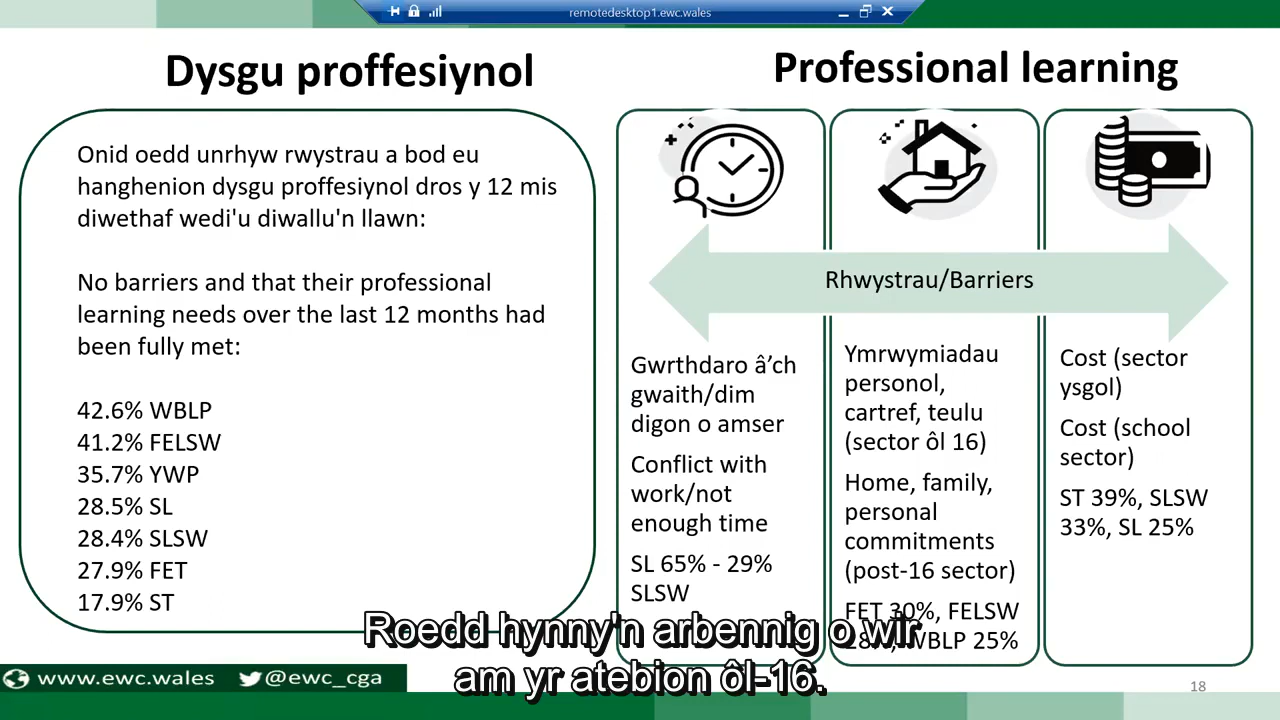 remotedesktop1.ewc.wales
Dysgu proffesiynol
Professional learning
Onid oedd unrhyw rwystrau a bod eu
hanghenion dysgu proffesiynol dros y 12 mis
diwethaf wedi'u diwallu'n llawn:
No barriers and that their professional
learning needs over the last 12 months had
been fully met:
42.6% WBLP
41.2% FELSW
35.7% YWP
28.5% SL
28.4% SLSW
27.9% FET
17.9% ST
Rhwystrau/Barriers
Gwrthdaro â’ch
gwaith/dim
digon o amser
Conflict with
work/not
enough time
SL 65% - 29%
SLSW
Ymrwymiadau
personol,
cartref, teulu
(sector ôl 16)
Home, family,
personal
commitments
(post-16 sector)
FET 30%, FELSW
28%, WBLP 25%
Cost (sector
ysgol)
Cost (school
sector)
ST 39%, SLSW
33%, SL 25%
Roedd hynny'n arbennig o wir
am yr atebion ôl-16.
www.ewc.wales
@ewc_cga
18